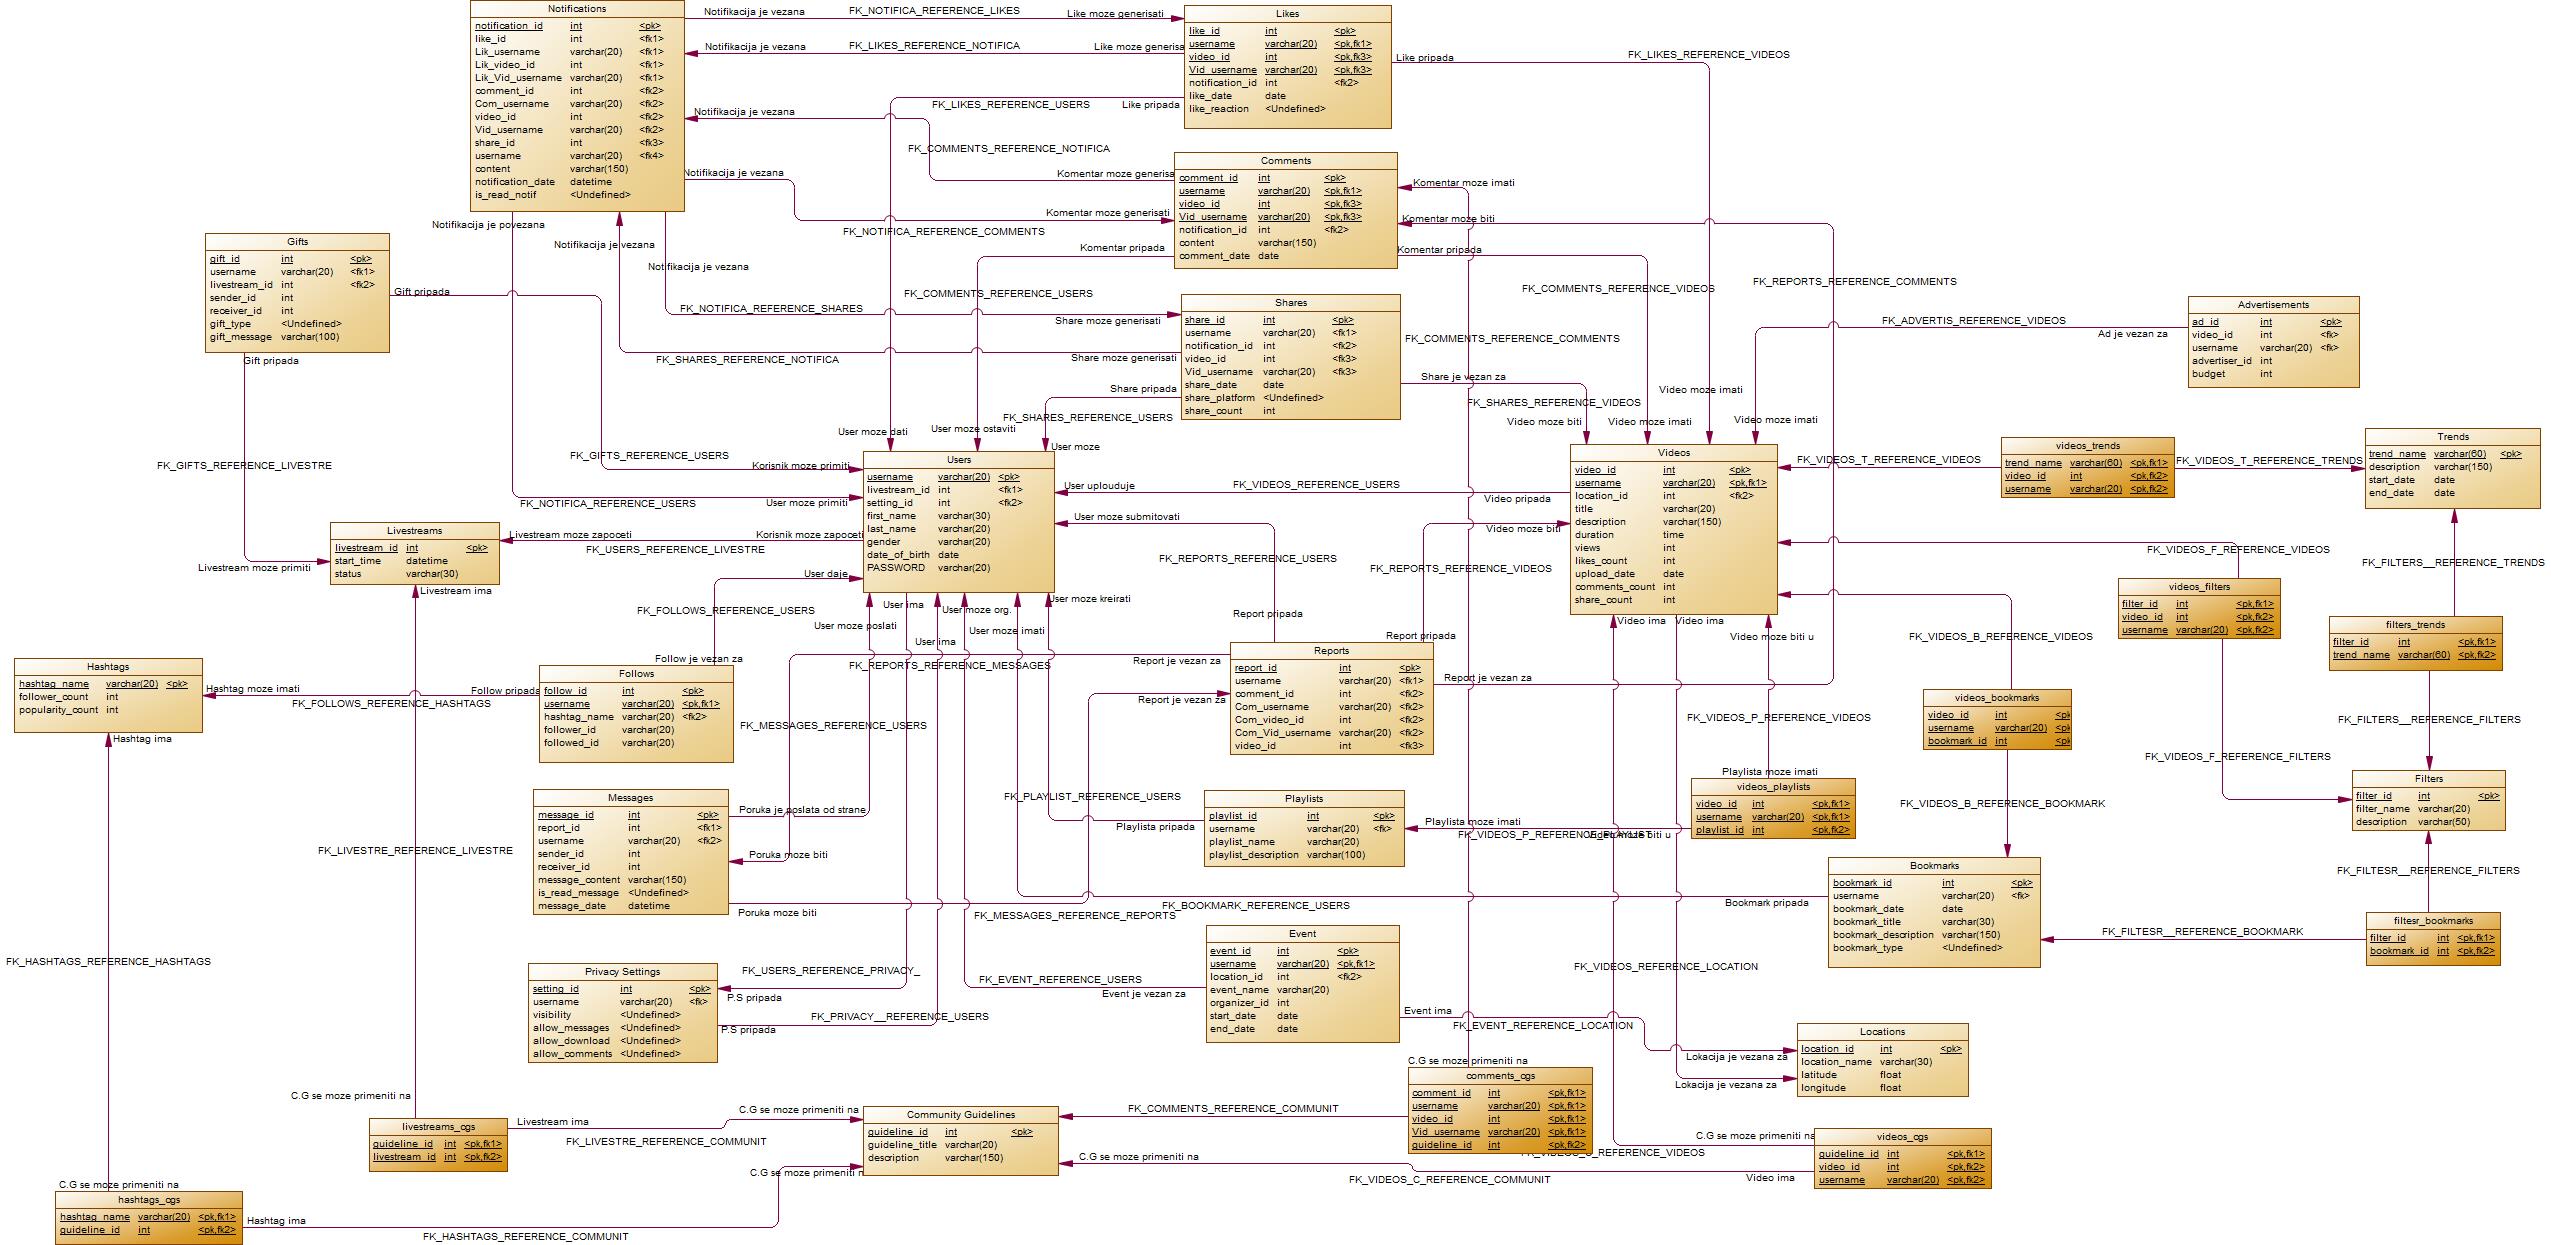 Notifications
notification_id int <pk>
like_id int <fk1>
Lik_username varchar(20) <fk1>
Lik_video_id int <fk1>
Lik_Vid_username varchar(20) <fk1>
comment_id int <fk2>
Com_username varchar(20) <fk2>
video_id int <fk2>
Vid_username varchar(20) <fk2>
share_id int <fk3>
username varchar(20) <fk4>
content varchar(150)
notification_date datetime
is_read_notif <Undefined>
Notifikacija je vezana FK_NOTIFICA_REFERENCE_LIKES Like moze generisati
Notifikacija je vezana FK_LIKES_REFERENCE_NOTIFICA Like moze generisa
Likes
like_id int <pk>
username varchar(20) <pk,fk1>
video_id int <pk,fk3>
Vid_username varchar(20) <pk,fk3>
notification_id int <fk2>
like_date date
like_reaction <Undefined>
Like pripada FK_LIKES_REFERENCE_VIDEOS
FK_LIKES_REFERENCE_USERS Like pripada
Notifikacija je vezana
FK_COMMENTS_REFERENCE_NOTIFICA
Komentar moze generisa
Notifikacija je vezana
Komentar moze generisati
FK_NOTIFICA_REFERENCE_COMMENTS
Komentar pripada
Comments
comment_id int <pk>
username varchar(20) <pk,fk1>
video_id int <pk,fk3>
Vid_username varchar(20) <pk,fk3>
notification_id int <fk2>
content varchar(150)
comment_date date
Komentar moze imati
Komentar moze biti
Komentar pripada
Notifikacija je povezana
Notifikacija je vezana
Notifikacija je vezana
Gifts
gift_id int <pk>
username varchar(20) <fk1>
livestream_id int <fk2>
sender_id int
receiver_id int
gift_type <Undefined>
gift_message varchar(100)
Gift pripada
Gift pripada
FK_COMMENTS_REFERENCE_USERS
FK_NOTIFICA_REFERENCE_SHARES
Share moze generisati
FK_SHARES_REFERENCE_NOTIFICA
Share moze generisati
Share pripada
FK_SHARES_REFERENCE_USERS
Shares
share_id int <pk>
username varchar(20) <fk1>
notification_id int <fk2>
video_id int <fk3>
Vid_username varchar(20) <fk3>
share_date date
share_platform <Undefined>
share_count int
FK_COMMENTS_REFERENCE_VIDEOS
FK_REPORTS_REFERENCE_COMMENTS
FK_COMMENTS_REFERENCE_COMMENTS
Share je vezan za
FK_SHARES_REFERENCE_VIDEOS
Video moze imati
Video moze biti
Video moze imati
Video moze imati
FK_ADVERTIS_REFERENCE_VIDEOS
Ad je vezan za
Advertisements
ad_id int <pk>
video_id int <fk>
username varchar(20) <fk>
advertiser_id int
budget int
User moze dati
User moze ostaviti
User moze
FK_GIFTS_REFERENCE_LIVESTRE
FK_GIFTS_REFERENCE_USERS
Korisnik moze primiti
FK_NOTIFICA_REFERENCE_USERS
User moze primiti
Users
username varchar(20) <pk>
livestream_id int <fk1>
setting_id int <fk2>
first_name varchar(30)
last_name varchar(20)
gender varchar(20)
date_of_birth date
PASSWORD varchar(20)
User uplouduje FK_VIDEOS_REFERENCE_USERS Video pripada
User moze submitovati
FK_REPORTS_REFERENCE_USERS
Video moze biti
FK_REPORTS_REFERENCE_VIDEOS
Videos
video_id int <pk>
username varchar(20) <pk,fk1>
location_id int <fk2>
title varchar(20)
description varchar(150)
duration time
views int
likes_count int
upload_date date
comments_count int
share_count int
FK_VIDEOS_T_REFERENCE_VIDEOS
videos_trends
trend_name varchar(60) <pk,fk1>
video_id int <pk,fk2>
username varchar(20) <pk,fk2>
FK_VIDEOS_T_REFERENCE_TRENDS
Trends
trend_name varchar(60) <pk>
description varchar(150)
start_date date
end_date date
Livestreams
livestream_id int <pk>
start_time datetime
status varchar(30)
Livestream moze zapoceti Korisnik moze zapoceti
FK_USERS_REFERENCE_LIVESTRE
Livestream moze primiti
Livestream ima
User daje
FK_FOLLOWS_REFERENCE_USERS
User ima
User moze org.
User moze poslati
User moze imati
User ima
User moze kreirati
Report pripada
Report pripada
Video ima
Video ima
Video moze biti u
FK_VIDEOS_F_REFERENCE_VIDEOS
FK_FILTERS__REFERENCE_TRENDS
videos_filters
filter_id int <pk,fk1>
video_id int <pk,fk2>
username varchar(20) <pk,fk2>
filters_trends
filter_id int <pk,fk1>
trend_name varchar(60) <pk,fk2>
FK_VIDEOS_B_REFERENCE_VIDEOS
Hashtags
hashtag_name varchar(20) <pk>
follower_count int
popularity_count int
Hashtag moze imati Follow pripada
FK_FOLLOWS_REFERENCE_HASHTAGS
Hashtag ima
Follow je vezan za
Follows
follow_id int <pk>
username varchar(20) <pk,fk1>
hashtag_name varchar(20) <fk2>
follower_id varchar(20)
followed_id varchar(20)
FK_REPORTS_REFERENCE_MESSAGES
Report je vezan za
Report je vezan za
FK_MESSAGES_REFERENCE_USERS
Reports
report_id int <pk>
username varchar(20) <fk1>
comment_id int <fk2>
Com_username varchar(20) <fk2>
Com_video_id int <fk2>
Com_Vid_username varchar(20) <fk2>
video_id int <fk3>
Report je vezan za
FK_VIDEOS_P_REFERENCE_VIDEOS
videos_bookmarks
video_id int <pk
username varchar(20) <pk
bookmark_id int <pk
FK_FILTERS__REFERENCE_FILTERS
FK_VIDEOS_F_REFERENCE_FILTERS
Filters
filter_id int <pk>
filter_name varchar(20)
description varchar(50)
Messages
message_id int <pk>
report_id int <fk1>
username varchar(20) <fk2>
sender_id int
receiver_id int
message_content varchar(150)
is_read_message <Undefined>
message_date datetime
Poruka je poslata od strane
Poruka moze biti
Poruka moze biti
FK_PLAYLIST_REFERENCE_USERS
Playlista pripada
Playlists
playlist_id int <pk>
username varchar(20) <fk>
playlist_name varchar(20)
playlist_description varchar(100)
Playlista moze imati
Playlista moze imati
FK_VIDEOS_P_REFERENCE_PLAYLIST
Video moze biti u
videos_playlists
video_id int <pk,fk1>
username varchar(20) <pk,fk1>
playlist_id int <pk,fk2>
FK_VIDEOS_B_REFERENCE_BOOKMARK
FK_LIVESTRE_REFERENCE_LIVESTRE
FK_MESSAGES_REFERENCE_REPORTS
FK_BOOKMARK_REFERENCE_USERS
Bookmark pripada
Bookmarks
bookmark_id int <pk>
username varchar(20) <fk>
bookmark_date date
bookmark_title varchar(30)
bookmark_description varchar(150)
bookmark_type <Undefined>
FK_FILTESR__REFERENCE_FILTERS
FK_FILTESR__REFERENCE_BOOKMARK
filtesr_bookmarks
filter_id int <pk,fk1>
bookmark_id int <pk,fk2>
FK_HASHTAGS_REFERENCE_HASHTAGS
Privacy Settings
setting_id int <pk>
username varchar(20) <fk>
visibility <Undefined>
allow_messages <Undefined>
allow_download <Undefined>
allow_comments <Undefined>
FK_USERS_REFERENCE_PRIVACY_
P.S pripada
FK_PRIVACY__REFERENCE_USERS
P.S pripada
FK_EVENT_REFERENCE_USERS
Event je vezan za
Event
event_id int <pk>
username varchar(20) <pk,fk1>
location_id int <fk2>
event_name varchar(20)
organizer_id int
start_date date
end_date date
FK_VIDEOS_REFERENCE_LOCATION
Event ima
FK_EVENT_REFERENCE_LOCATION
Lokacija je vezana za
Lokacija je vezana za
Locations
location_id int <pk>
location_name varchar(30)
latitude float
longitude float
C.G se moze primeniti na
comments_cgs
comment_id int <pk,fk1>
username varchar(20) <pk,fk1>
video_id int <pk,fk1>
Vid_username varchar(20) <pk,fk1>
guideline_id int <pk,fk2>
C.G se moze primeniti na
livestreams_cgs
guideline_id int <pk,fk1>
livestream_id int <pk,fk2>
Livestream ima
C.G se moze primeniti na
FK_LIVESTRE_REFERENCE_COMMUNIT
Community Guidelines
guideline_id int <pk>
guideline_title varchar(20)
description varchar(150)
FK_COMMENTS_REFERENCE_COMMUNIT
C.G se moze primeniti na
C.G se moze primeniti n
C.G se moze primeniti na
REFERENCE_VIDEOS
FK_VIDEOS_C_REFERENCE_COMMUNIT
Video ima
videos_cgs
guideline_id int <pk,fk1>
video_id int <pk,fk2>
username varchar(20) <pk,fk2>
C.G se moze primeniti na
hashtags_cgs
hashtag_name varchar(20) <pk,fk1>
guideline_id int <pk,fk2>
Hashtag ima
FK_HASHTAGS_REFERENCE_COMMUNIT